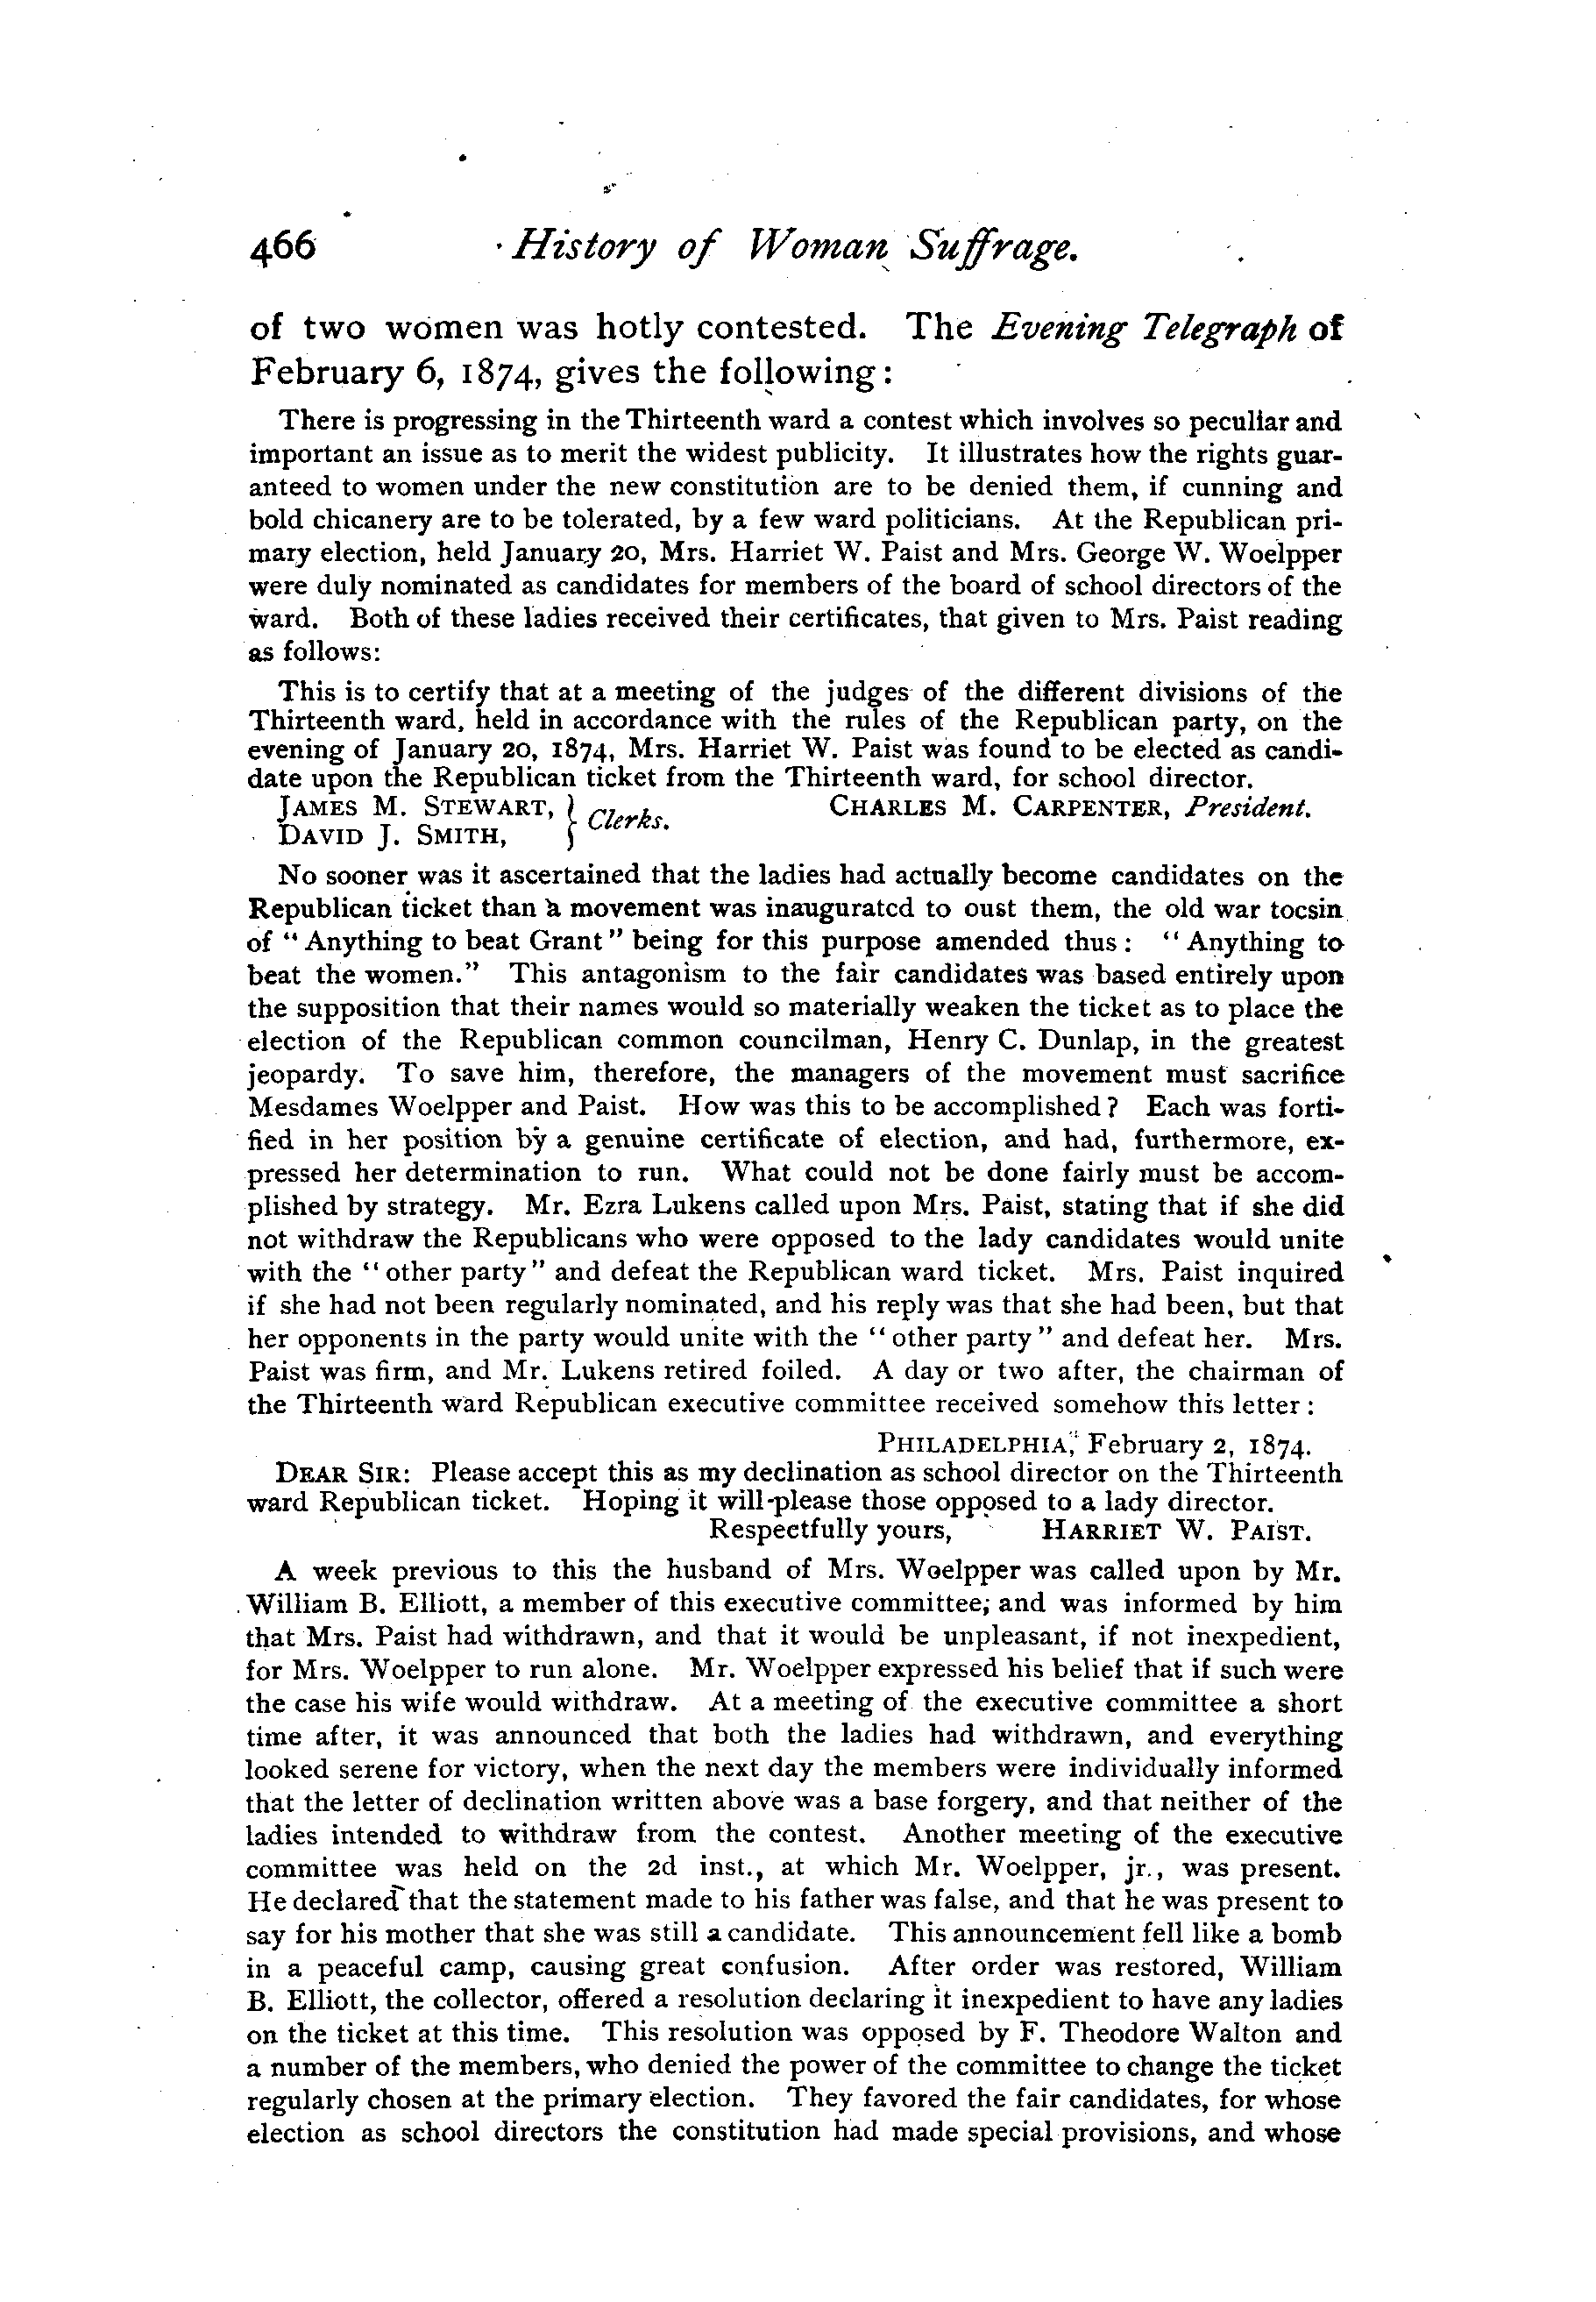 466 History of Woman Suffrage.
of two women was hotly contested. The Evening Telegraph of
February 6, 1874, gives the following:
There is progressing in the Thirteenth ward a contest which involves so peculiar and
important an issue as to merit the widest publicity. It illustrates how the rights guar-
anteed to women under the new constitution are to be denied them, if cunning and
bold chicanery are to be tolerated, by a few ward politicians. At the Republican pri-
mary election, held January 20, Mrs. Harriet W. Paist and Mrs. George W. Woelpper
were duly nominated as candidates for members of the board of school directors of the
ward. Both of these ladies received their certificates, that given to Mrs. Paist reading
as follows:
This is to certify that at a meeting of the judges of the different divisions of the
Thirteenth ward, held in accordance with the rules of the Republican party, on the
evening of January 20, 1874, Mrs. Harriet W. Paist was found to be elected as candi-
date upon the Republican ticket from the Thirteenth ward, for school director.
JAMES M. STEWART, } Clerks. CHARLES M. CARPENTER, President.
DAVID J. SMITH,
No sooner was it ascertained that the ladies had actually become candidates on the
Republican ticket than a movement was inaugurated to oust them, the old war tocsin
of "Anything to beat Grant" being for this purpose amended thus: "Anything to
beat the women." This antagonism to the fair candidates was based entirely upon
the supposition that their names would so materially weaken the ticket as to place the
election of the Republican common councilman, Henry C. Dunlap, in the greatest
jeopardy. To save him, therefore, the managers of the movement must sacrifice
Mesdames Woelpper and Paist. How was this to be accomplished? Each was forti-
fied in her position by a genuine certificate of election, and had, furthermore, ex-
pressed her determination to run. What could not be done fairly must be accom-
plished by strategy. Mr. Ezra Lukens called upon Mrs. Paist, stating that if she did
not withdraw the Republicans who were opposed to the lady candidates would unite
with the "other party" and defeat the Republican ward ticket. Mrs. Paist inquired
if she had not been regularly nominated, and his reply was that she had been, but that
her opponents in the party would unite with the "other party" and defeat her. Mrs.
Paist was firm, and Mr. Lukens retired foiled. A day or two after, the chairman of
the Thirteenth ward Republican executive committee received somehow this letter:
PHILADELPHIA, February 2, 1874.
DEAR SIR: Please accept this as my declination as school director on the Thirteenth
ward Republican ticket. Hoping it will please those opposed to a lady director.
Respectfully yours, HARRIET W. PAIST.
A week previous to this the husband of Mrs. Woelpper was called upon by Mr.
William B. Elliott, a member of this executive committee; and was informed by him
that Mrs. Paist had withdrawn, and that it would be unpleasant, if not inexpedient,
for Mrs. Woelpper to run alone. Mr. Woelpper expressed his belief that if such were
the case his wife would withdraw. At a meeting of the executive committee a short
time after, it was announced that both the ladies had withdrawn, and everything
looked serene for victory, when the next day the members were individually informed
that the letter of declination written above was a base forgery, and that neither of the
ladies intended to withdraw from the contest. Another meeting of the executive
committee was held on the 2d inst., at which Mr. Woelpper, jr., was present.
He declared that the statement made to his father was false, and that he was present to
say for his mother that she was still a candidate. This announcement fell like a bomb
in a peaceful camp, causing great confusion. After order was restored, William
B. Elliott, the collector, offered a resolution declaring it inexpedient to have any ladies
on the ticket at this time. This resolution was opposed by F. Theodore Walton and
a number of the members, who denied the power of the committee to change the ticket
regularly chosen at the primary election. They favored the fair candidates, for whose
election as school directors the constitution had made special provisions, and whose